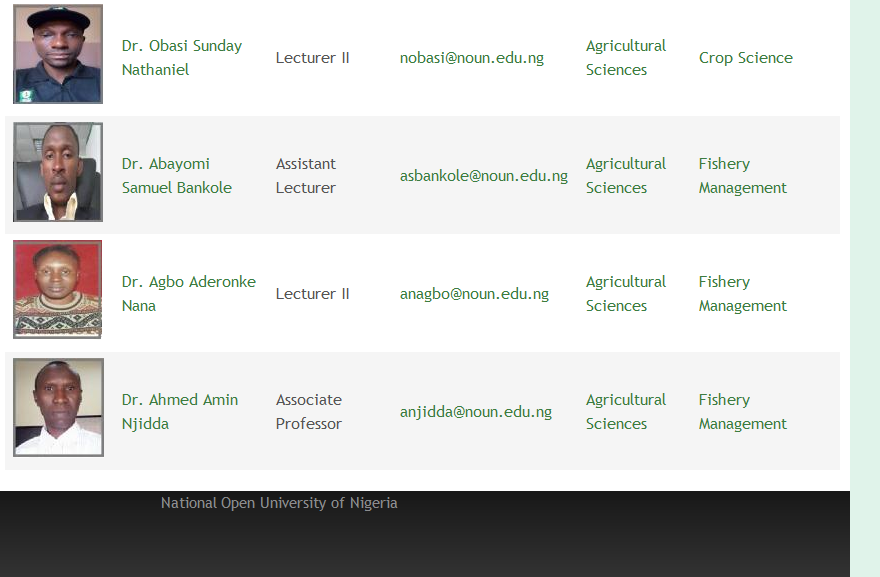 Dr. Obasi Sunday Nathaniel
Lecturer II
nobasi@noun.edu.ng
Agricultural Sciences
Crop Science
Dr. Abayomi Samuel Bankole
Assistant Lecturer
asbankole@noun.edu.ng
Agricultural Sciences
Fishery Management
Dr. Agbo Aderonke Nana
Lecturer II
anagbo@noun.edu.ng
Agricultural Sciences
Fishery Management
Dr. Ahmed Amin Njidda
Associate Professor
anjidda@noun.edu.ng
Agricultural Sciences
Fishery Management
National Open University of Nigeria